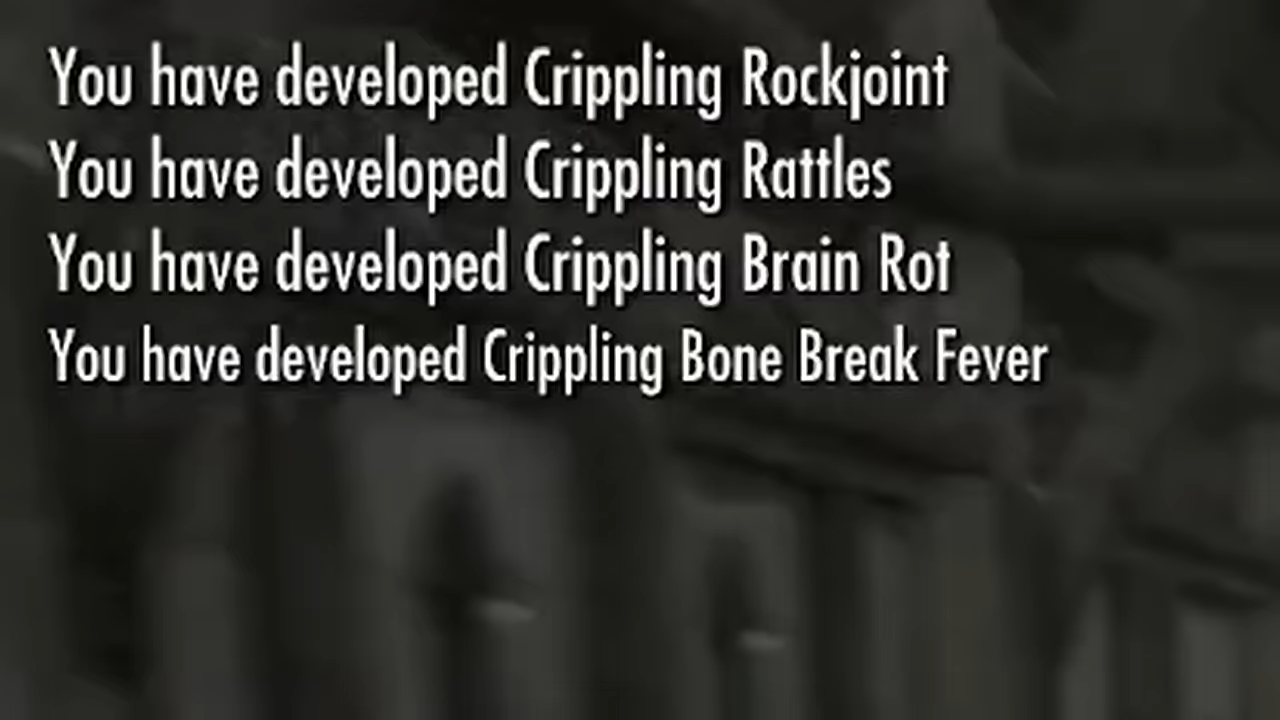 You have developed Crippling Rockjoint
You have developed Crippling Rattles
You have developed Crippling Brain Rot
You have developed Crippling Bone Break Fever